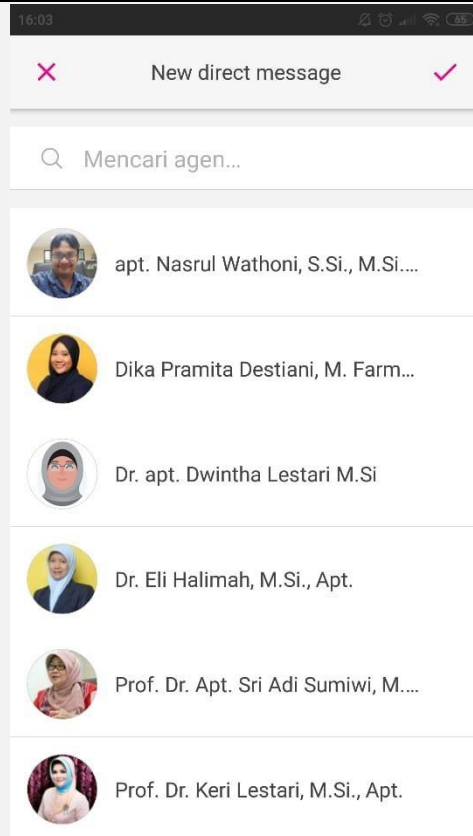 16:03
65
New direct message
Mencari agen...
apt. Nasrul Wathoni, S.Si., M.Si....
Dika Pramita Destiani, M. Farm...
Dr. apt. Dwintha Lestari M.Si
Dr. Eli Halimah, M.Si., Apt.
Prof. Dr. Apt. Sri Adi Sumiwi, M....
Prof. Dr. Keri Lestari, M.Si., Apt.